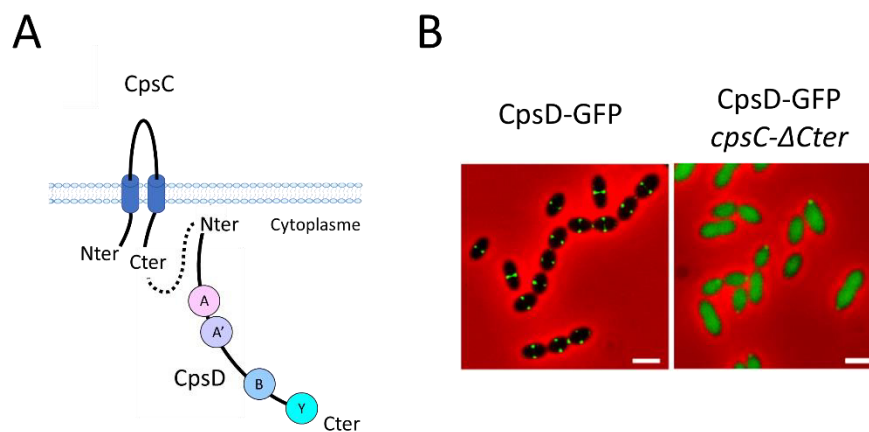 A
CpsC
Nter
Cytoplasme
Nter
Cter
A
A'
CpsD
B
Y
Cter
B
CpsD-GFP
CpsD-GFP
cpsC-ΔCter